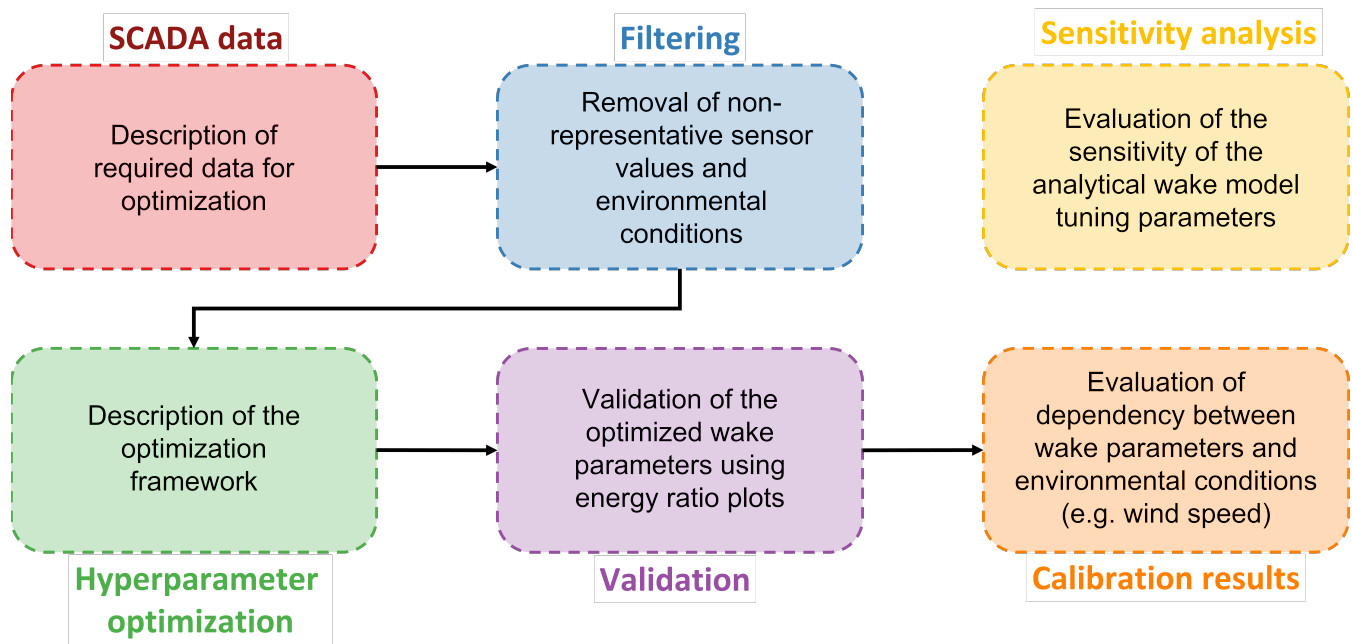 SCADA data
Description of
required data for
optimization
Filtering
Removal of non-
representative sensor
values and
environmental
conditions
Sensitivity analysis
Evaluation of the
sensitivity of the
analytical wake model
tuning parameters
Description of the
optimization
framework
Hyperparameter
optimization
Validation of the
optimized wake
parameters using
energy ratio plots
Validation
Evaluation of
dependency between
wake parameters and
environmental conditions
(e.g. wind speed)
Calibration results